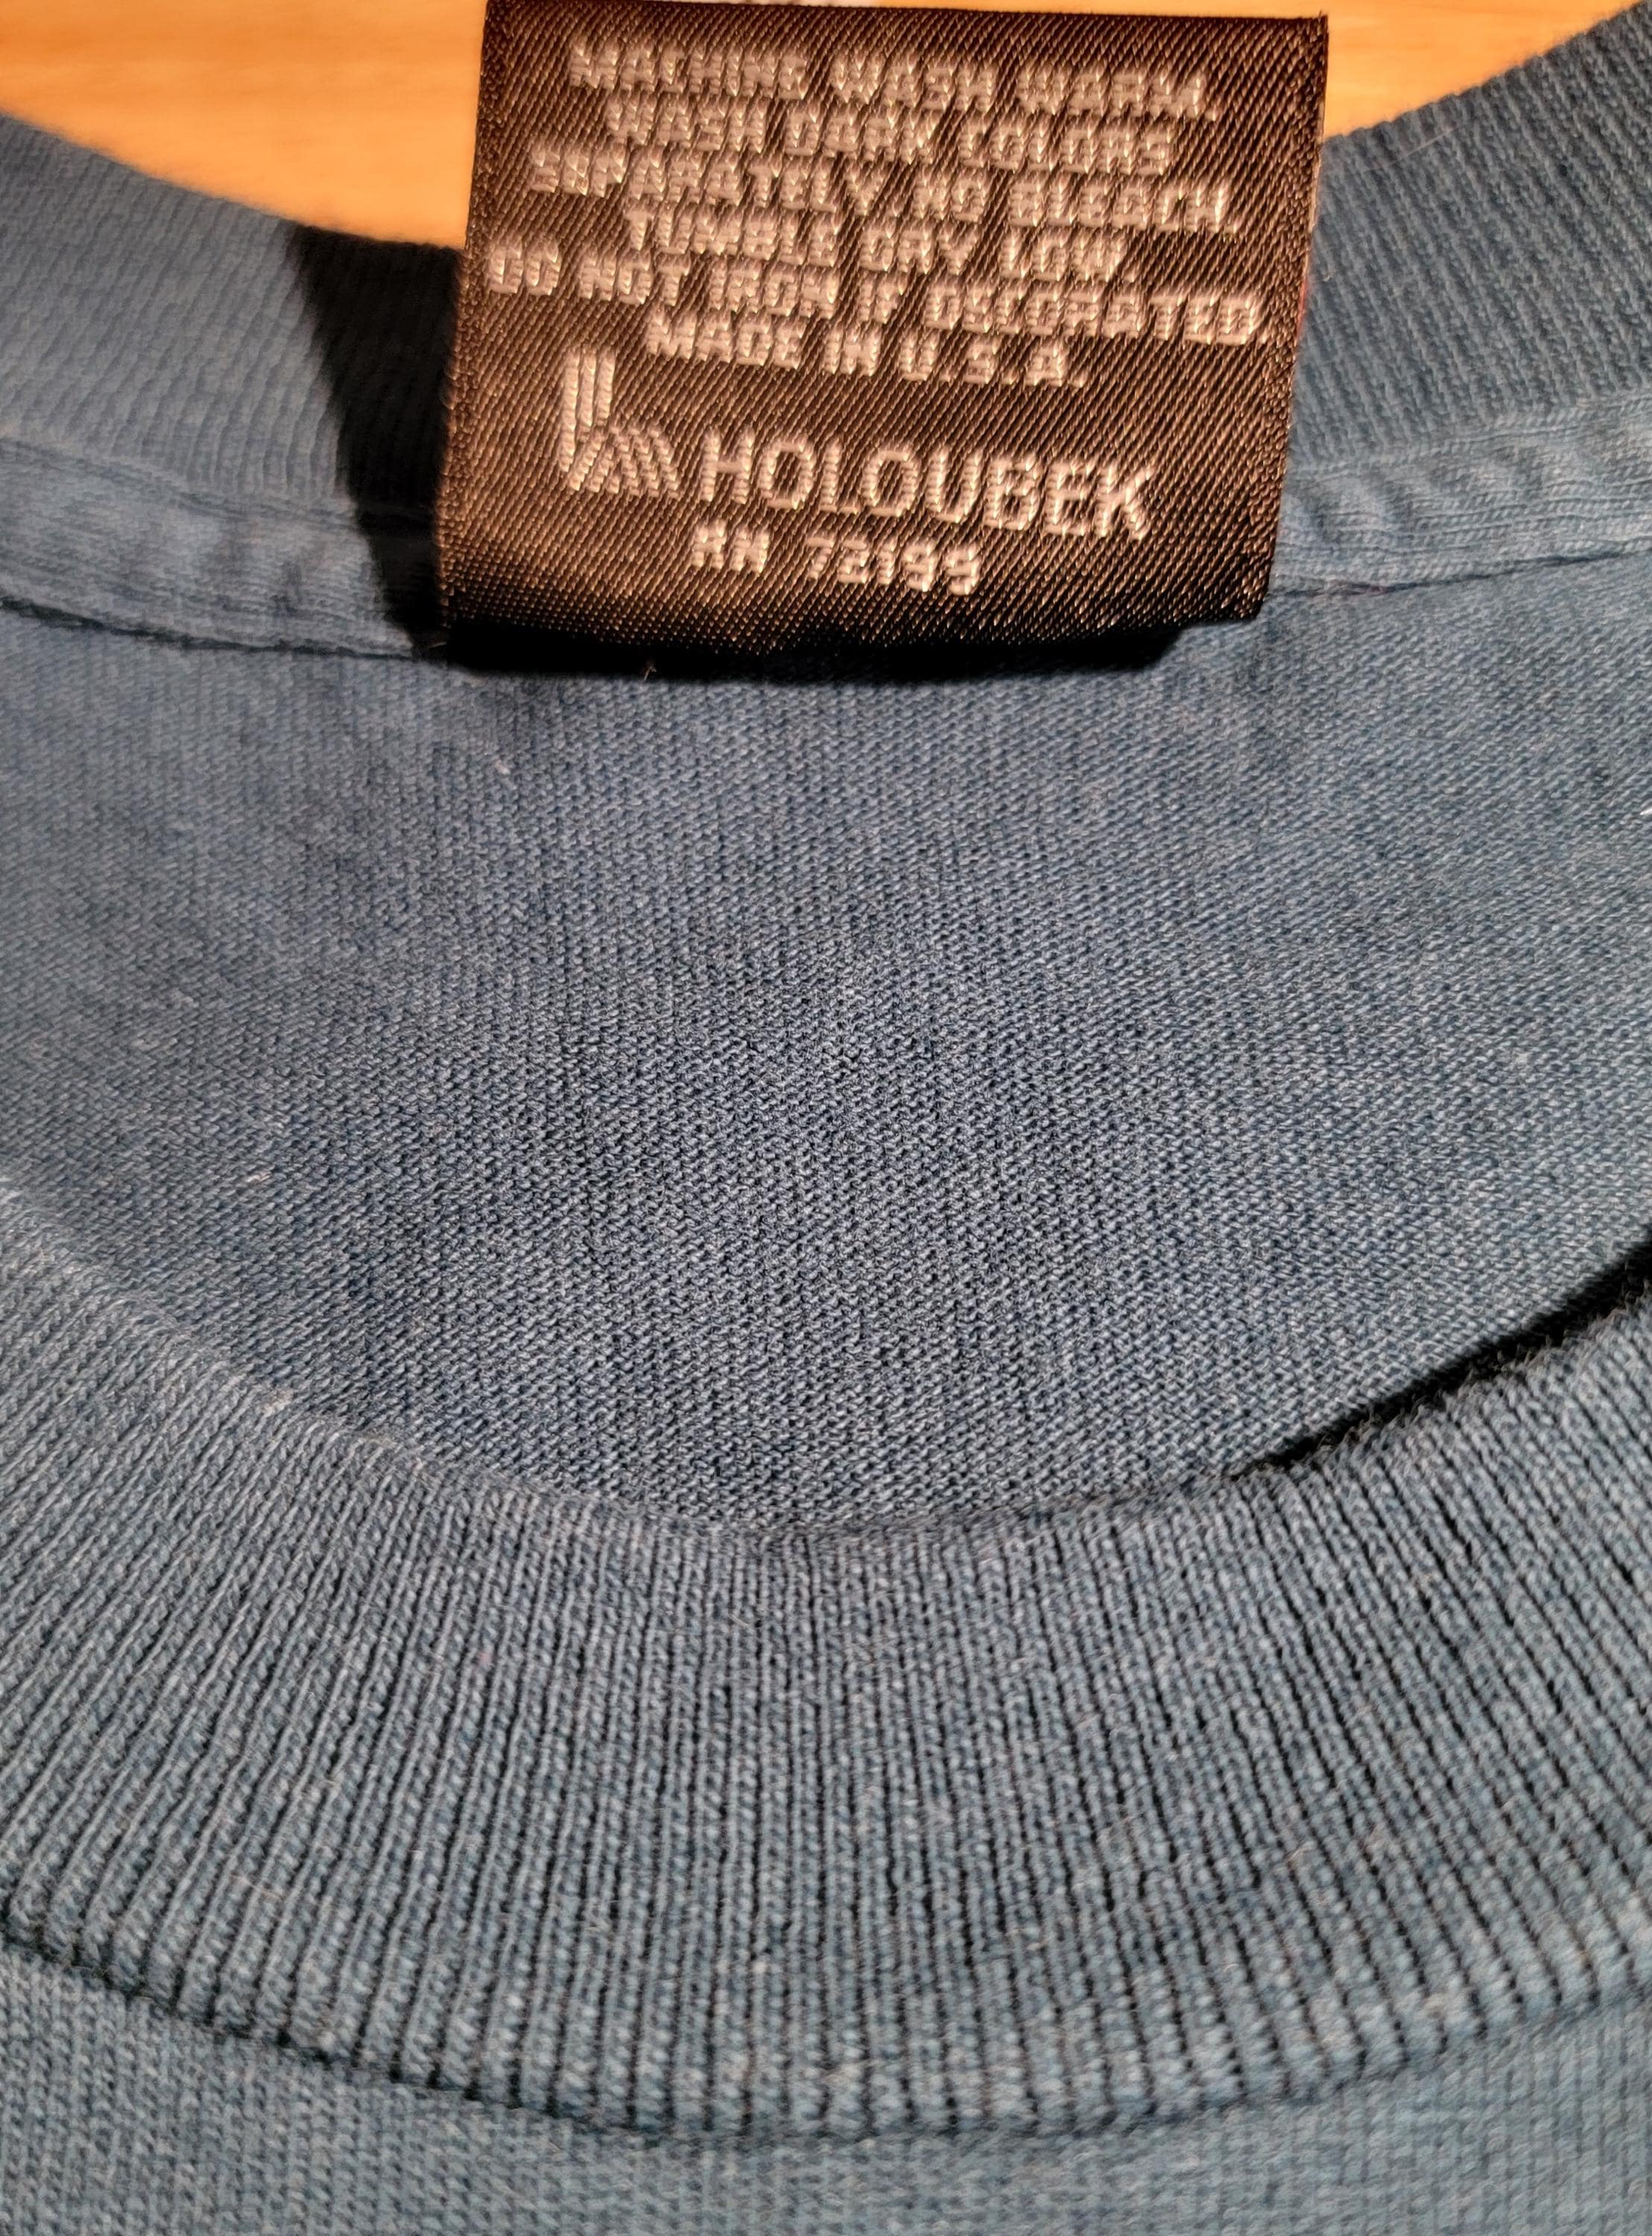 MACHINE WASH WARM.
WASH DARK COLORS
SEPARATELY. NO BLEACH.
TUMBLE DRY LOW.
DO NOT IRON IF DECORATED.
MADE IN U.S.A.
HOLOUBEK
RN 72199